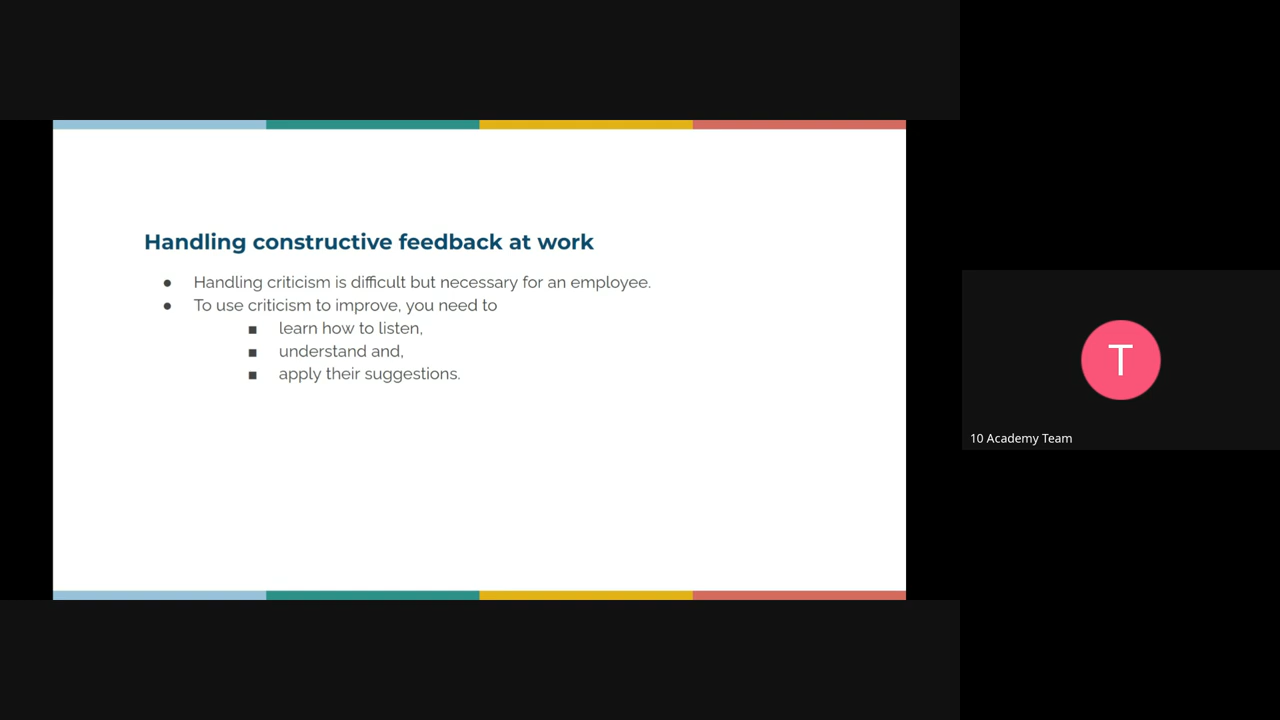 Handling constructive feedback at work
● Handling criticism is difficult but necessary for an employee.
● To use criticism to improve, you need to
■ learn how to listen,
■ understand and,
■ apply their suggestions.
T
10 Academy Team